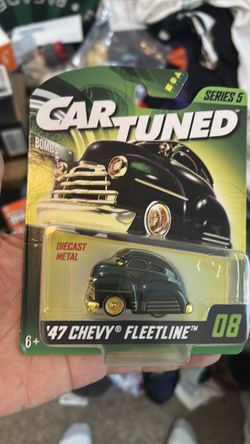 SERIES 5
CAR
TUNED
BOMBS
DIECAST
METAL
6+
'47 CHEVY® FLEETLINE™
08